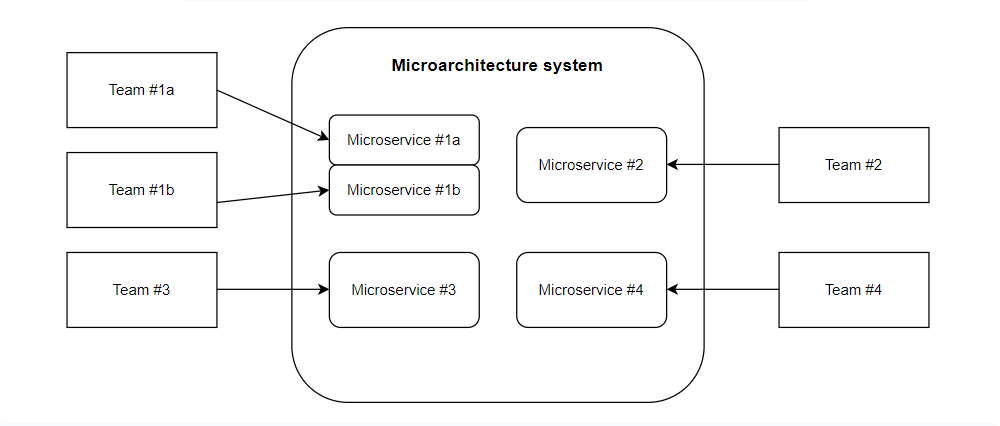 Microarchitecture system
Team #1a
Microservice #1a
Team #1b
Microservice #1b
Microservice #2
Team #2
Team #3
Microservice #3
Microservice #4
Team #4